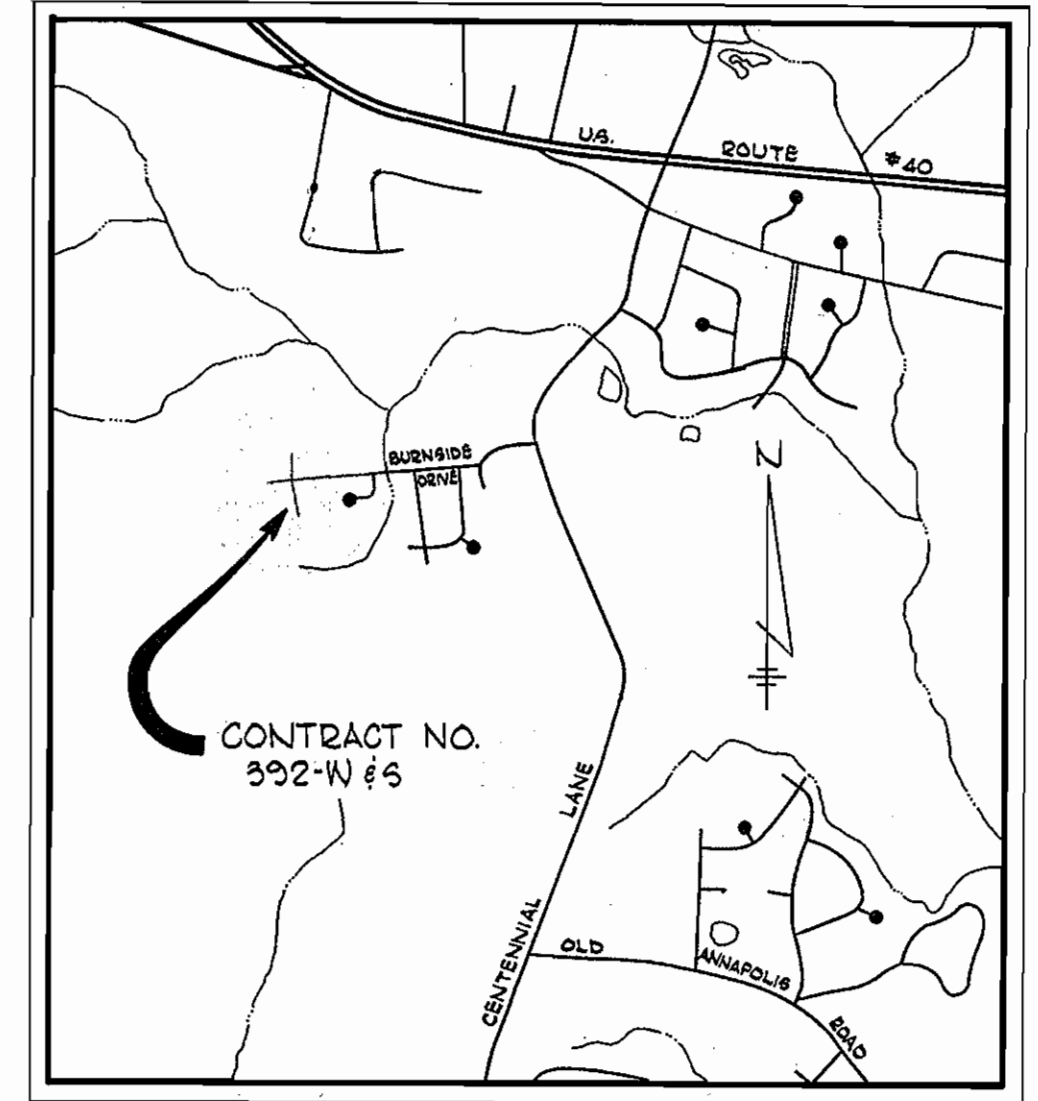 U.S. ROUTE #40
BURNSIDE
DRIVE
N
CONTRACT NO.
392-W & S
CENTENNIAL LANE
OLD ANNAPOLIS ROAD